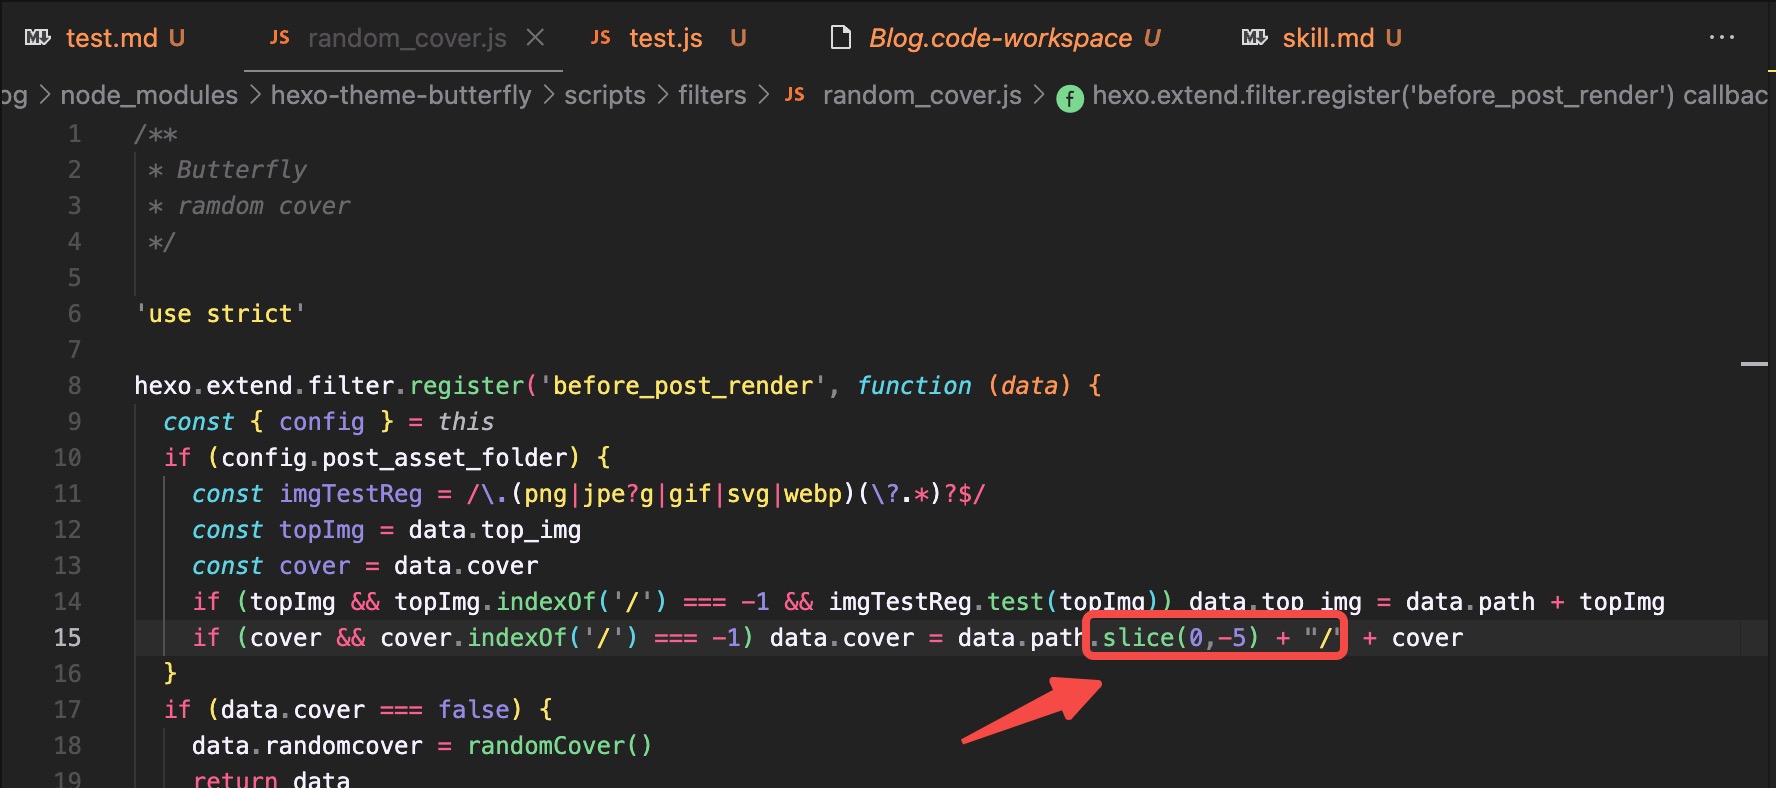 test.md U JS random_cover.js JS test.js U Blog.code-workspace U skill.md U ...
og > node_modules > hexo-theme-butterfly > scripts > filters > JS random_cover.js > f hexo.extend.filter.register('before_post_render') callbac
1 /**
2 * Butterfly
3 * ramdom cover
4 */
5
6 'use strict'
7
8 hexo.extend.filter.register('before_post_render', function (data) {
9 const { config } = this
10 if (config.post_asset_folder) {
11 const imgTestReg = /\.(png|jpe?g|gif|svg|webp)(\?.*)?$/
12 const topImg = data.top_img
13 const cover = data.cover
14 if (topImg && topImg.indexOf('/') === -1 && imgTestReg.test(topImg)) data.top_img = data.path + topImg
15 if (cover && cover.indexOf('/') === -1) data.cover = data.path.slice(0,-5) + "/" + cover
16 }
17 if (data.cover === false) {
18 data.randomcover = randomCover()
19 return data